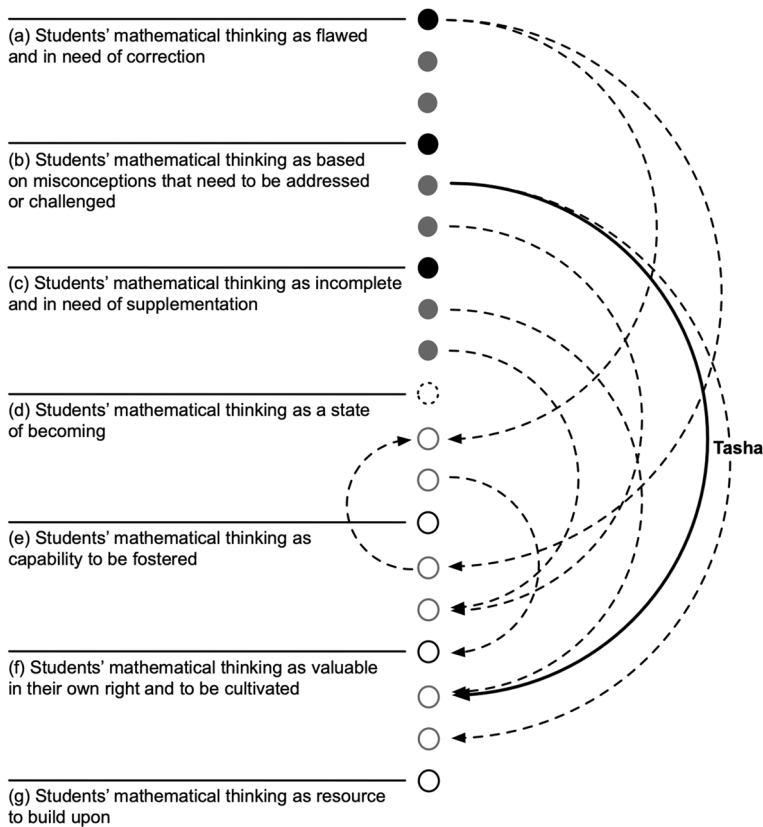 (a) Students’ mathematical thinking as flawed
and in need of correction
(b) Students’ mathematical thinking as based
on misconceptions that need to be addressed
or challenged
(c) Students’ mathematical thinking as incomplete
and in need of supplementation
(d) Students’ mathematical thinking as a state
of becoming
Tasha
(e) Students’ mathematical thinking as
capability to be fostered
(f) Students’ mathematical thinking as valuable
in their own right and to be cultivated
(g) Students’ mathematical thinking as resource
to build upon